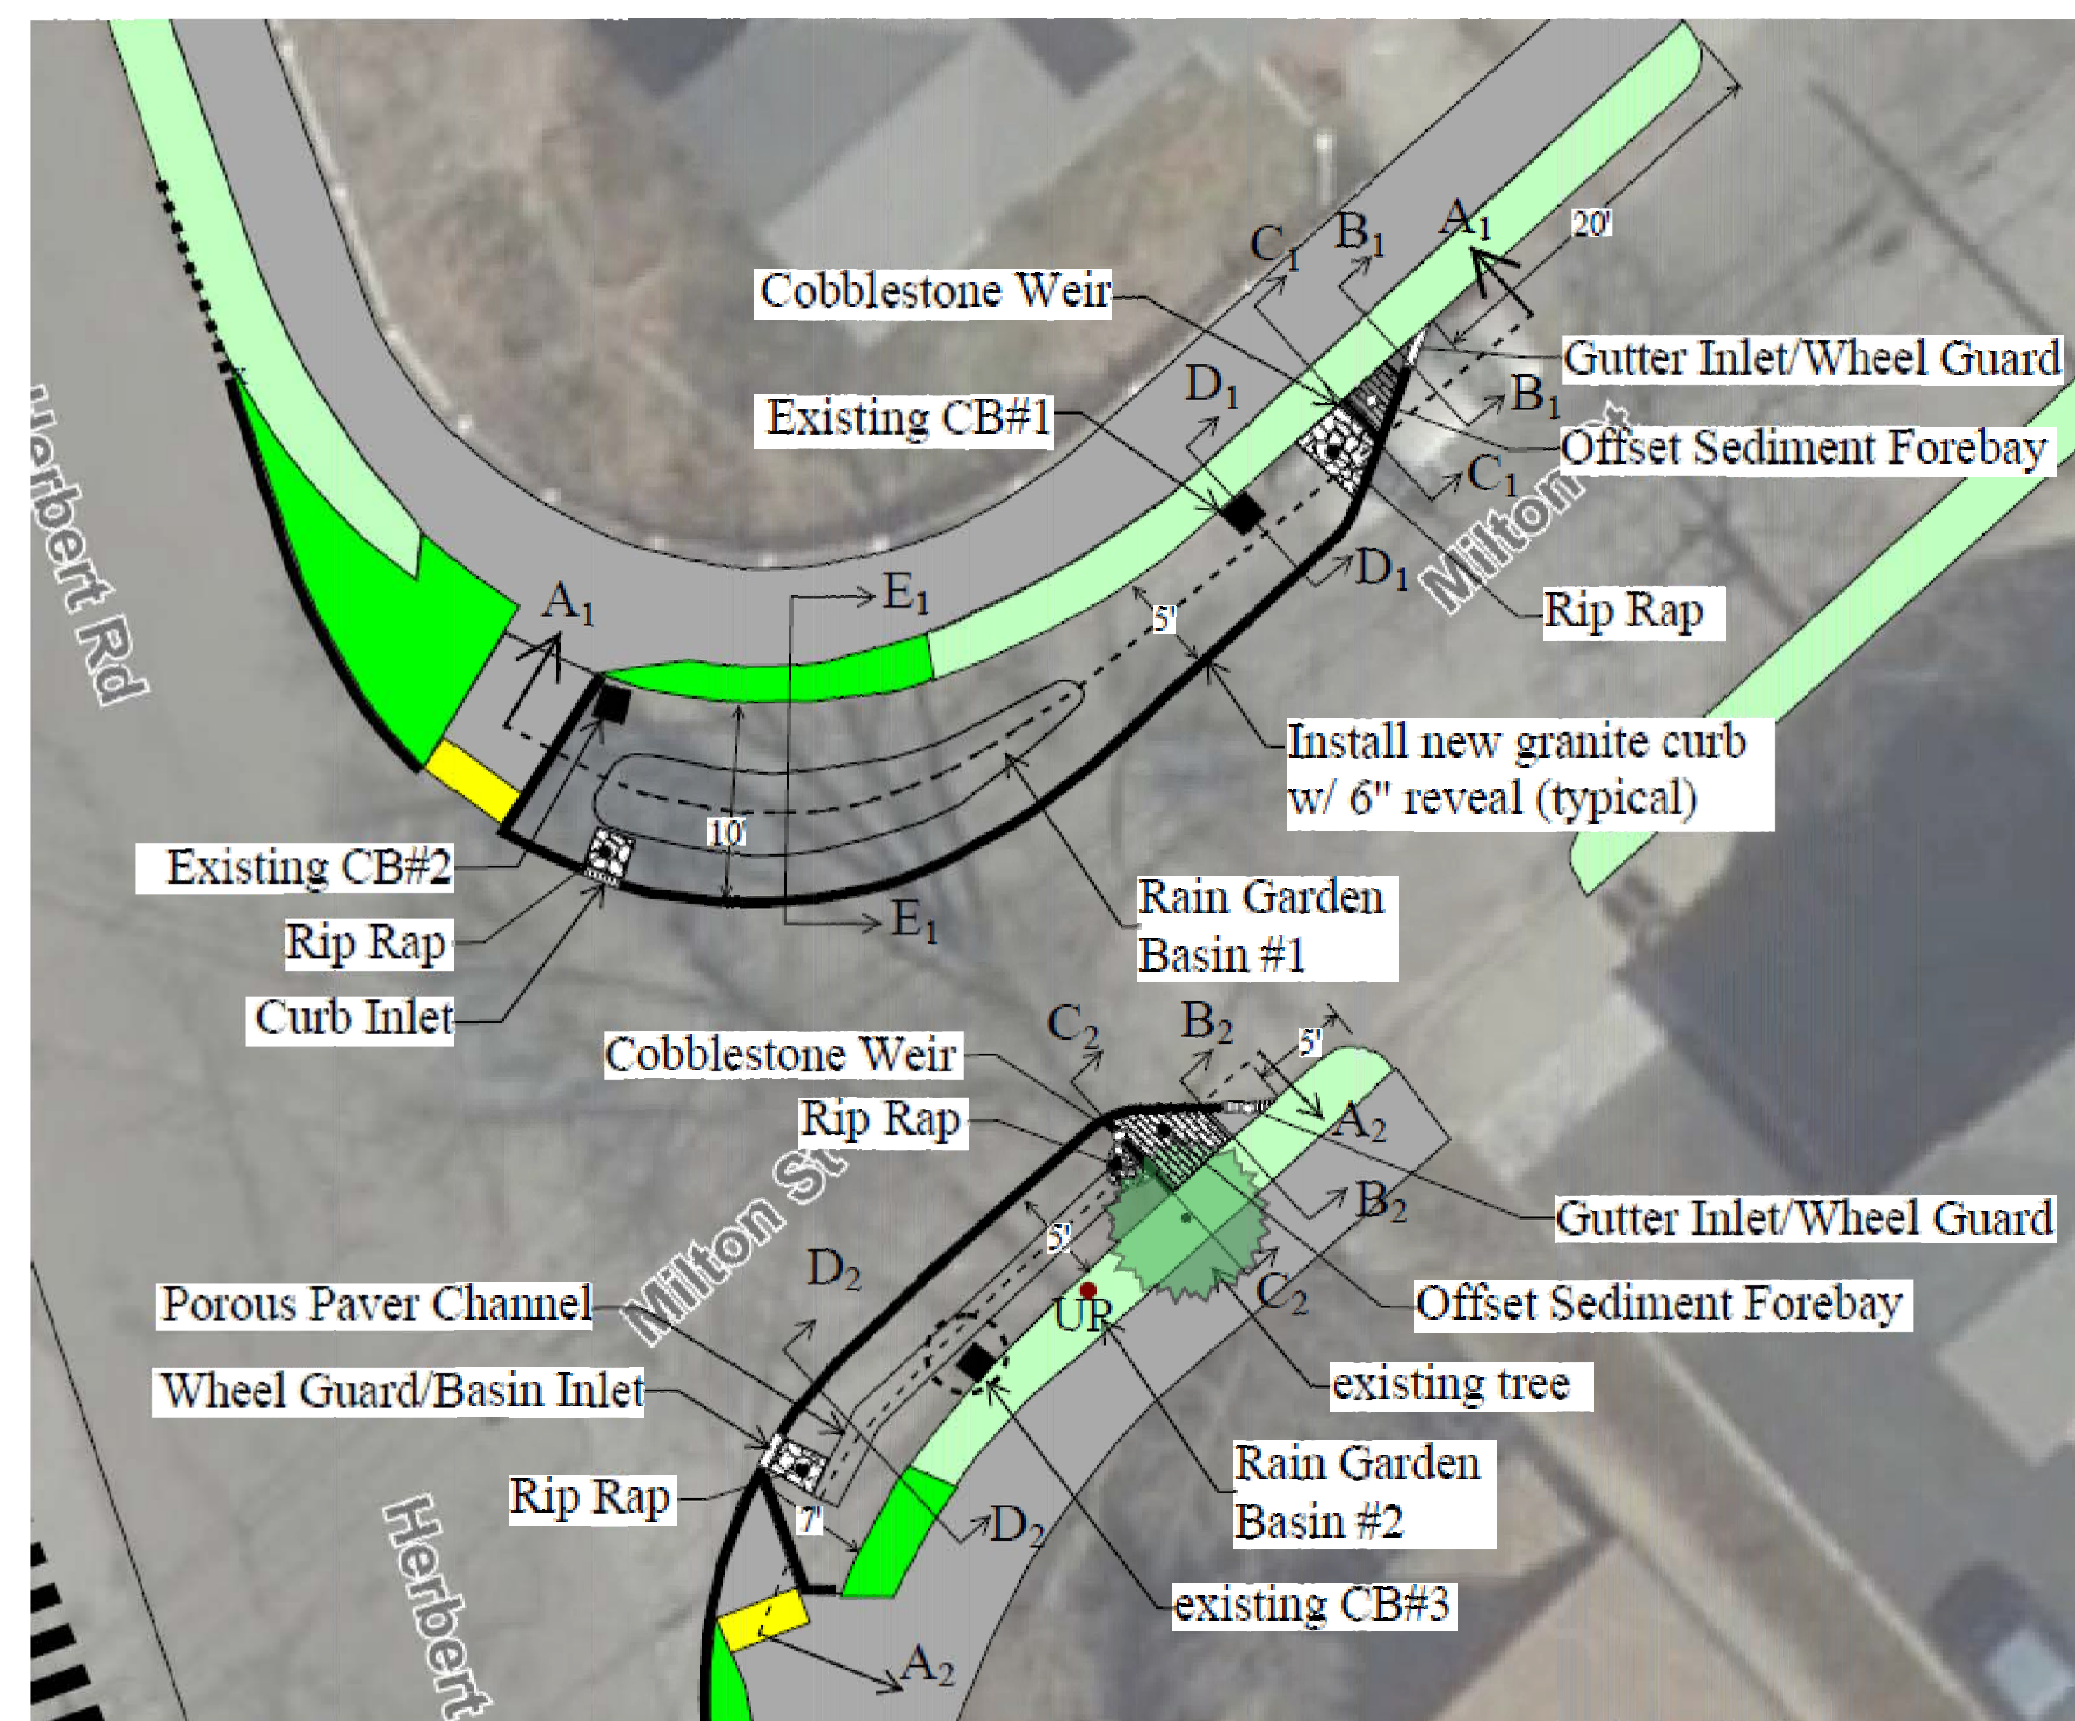 A1
20'
B1
C1
Cobblestone Weir
Gutter Inlet/Wheel Guard
D1
B1
Existing CB#1
Offset Sediment Forebay
C1
Herbert Rd
Milton St
D1
E1
A1
5'
Rip Rap
Install new granite curb
w/ 6" reveal (typical)
10'
Existing CB#2
Rain Garden
Basin #1
E1
Rip Rap
Curb Inlet
C2
B2
5'
Cobblestone Weir
Rip Rap
A2
B2
Gutter Inlet/Wheel Guard
Milton St
5'
D2
C2
UP
Porous Paver Channel
Offset Sediment Forebay
Wheel Guard/Basin Inlet
existing tree
Rain Garden
Basin #2
Rip Rap
7'
D2
Herbert
existing CB#3
A2